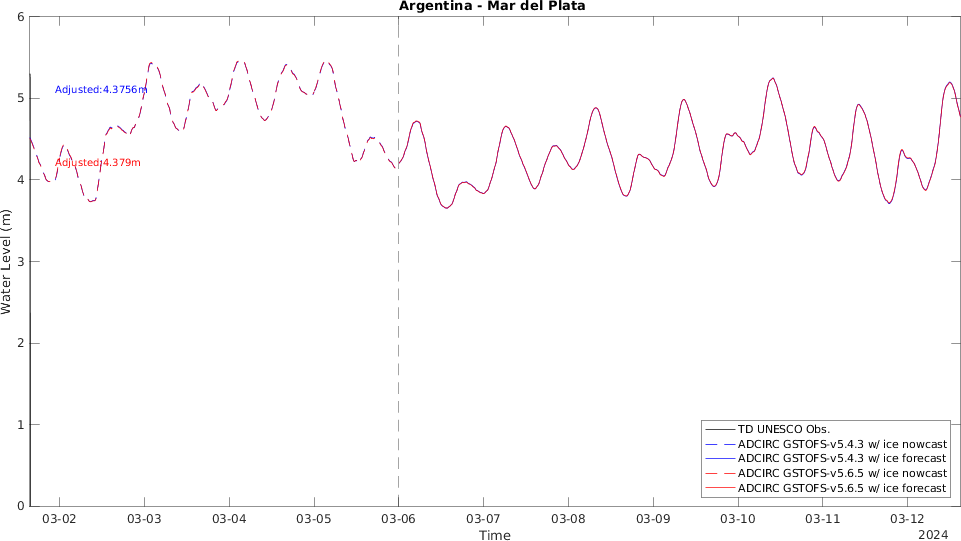 Argentina - Mar del Plata
6
5
4
3
2
1
0
Water Level (m)
Adjusted:4.3756m
Adjusted:4.379m
TD UNESCO Obs.
ADCIRC GSTOFS-v5.4.3 w/ ice nowcast
ADCIRC GSTOFS-v5.4.3 w/ ice forecast
ADCIRC GSTOFS-v5.6.5 w/ ice nowcast
ADCIRC GSTOFS-v5.6.5 w/ ice forecast
03-02 03-03 03-04 03-05 03-06 03-07 03-08 03-09 03-10 03-11 03-12
Time
2024